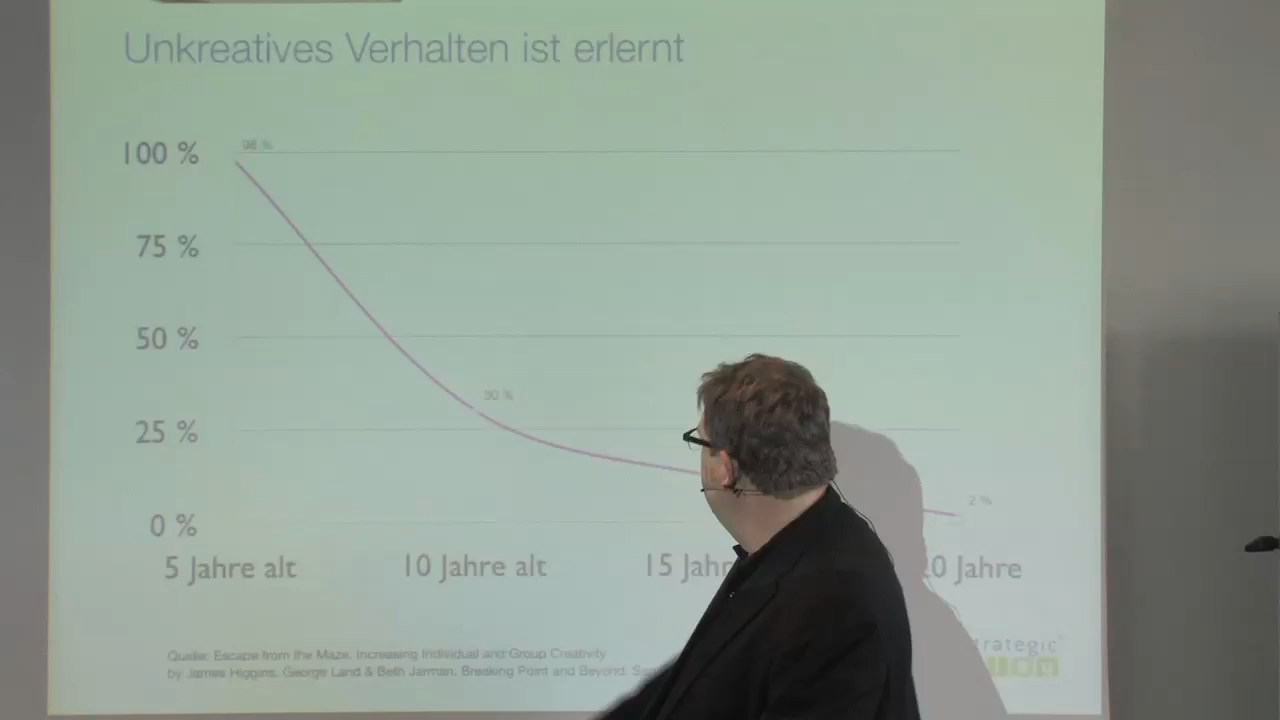 Unkreatives Verhalten ist erlernt
100 %
98 %
75 %
50 %
30 %
25 %
2 %
0 %
5 Jahre alt
10 Jahre alt
15 Jahr
20 Jahre
Quelle: Escape from the Maze. Increasing Individual and Group Creativity
by James Higgins. George Land & Beth Jarman. Breaking Point and Beyond.
trategic